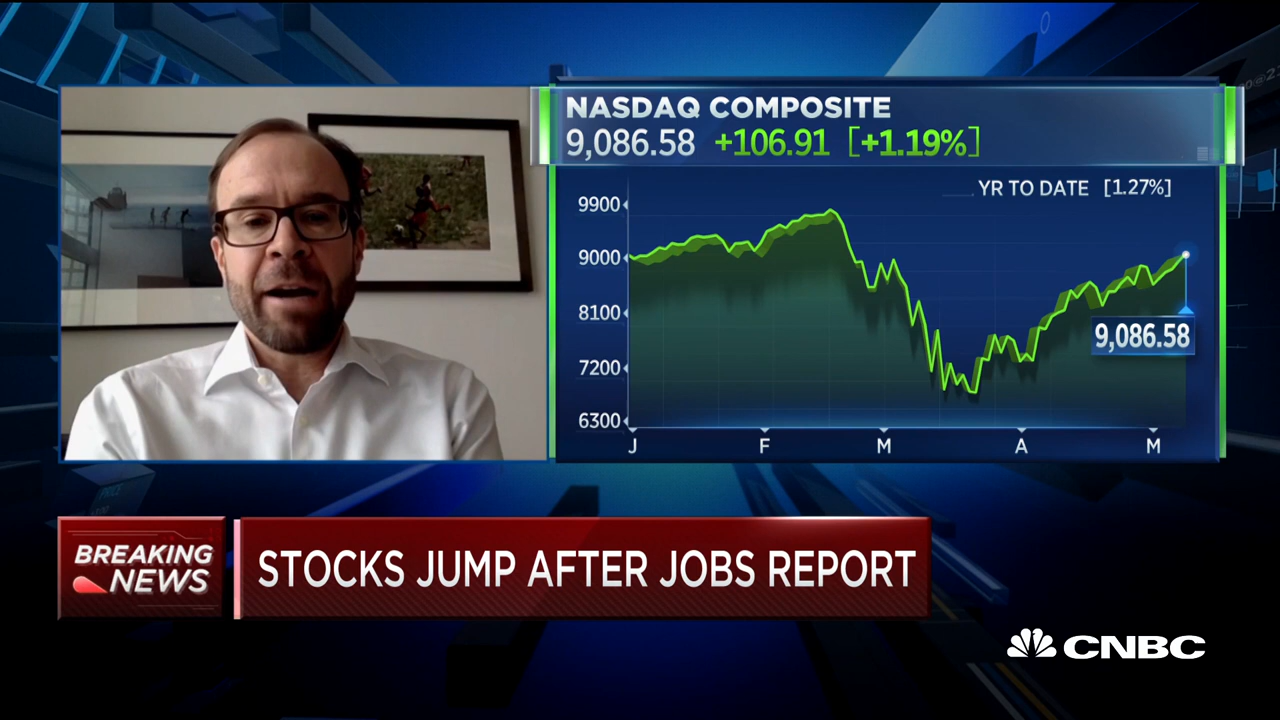 NASDAQ COMPOSITE
9,086.58 +106.91 [+1.19%]
YR TO DATE [1.27%]
9900
9000
8100
7200
6300
9,086.58
J F M A M
BREAKING
NEWS
STOCKS JUMP AFTER JOBS REPORT
CNBC